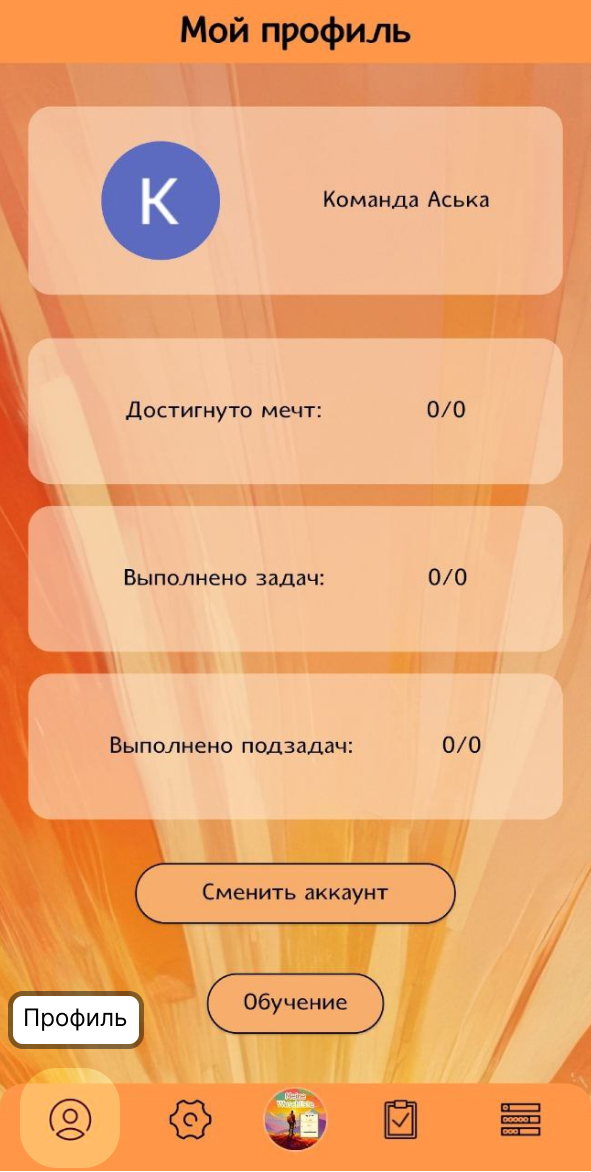 Мой профиль
K
Команда Аська
Достигнуто мечт: 0/0
Выполнено задач: 0/0
Выполнено подзадач: 0/0
Сменить аккаунт
Обучение
Профиль